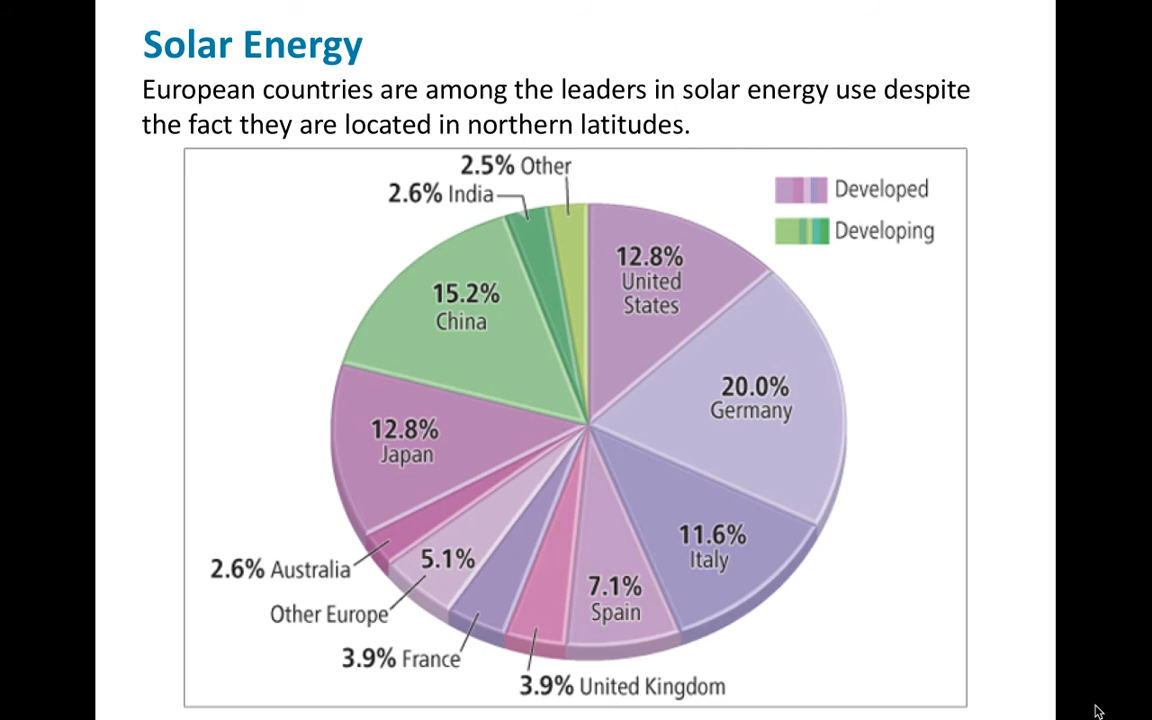 Solar Energy
European countries are among the leaders in solar energy use despite
the fact they are located in northern latitudes.
2.5% Other
2.6% India
Developed
Developing
12.8%
United
States
15.2%
China
20.0%
Germany
12.8%
Japan
11.6%
Italy
5.1%
2.6% Australia
7.1%
Spain
Other Europe
3.9% France
3.9% United Kingdom